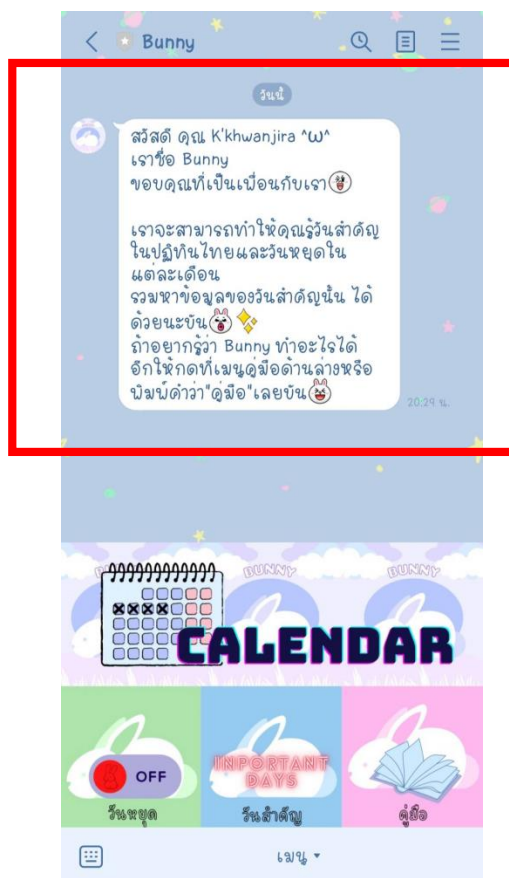 Bunny
วันนี้
สวัสดี คุณ K'khwanjira ^ω^
เราชื่อ Bunny
ขอบคุณที่เป็นเพื่อนกับเรา
เราจะสามารถทำให้คุณรู้วันสำคัญ
ในปฏิทินไทยและวันหยุดใน
แต่ละเดือน
รวมหาข้อมูลของวันสำคัญนั้น ได้
ด้วยนะบัน
ถ้าอยากรู้ว่า Bunny ทำอะไรได้
อีกให้กดที่เมนูคู่มือด้านล่างหรือ
พิมพ์คำว่า"คู่มือ"เลยบัน
20:29 น.
BUNNY BUNNY
CALENDAR
OFF
วันหยุด
IMPORTANT
DAYS
วันสำคัญ
คู่มือ
เมนู